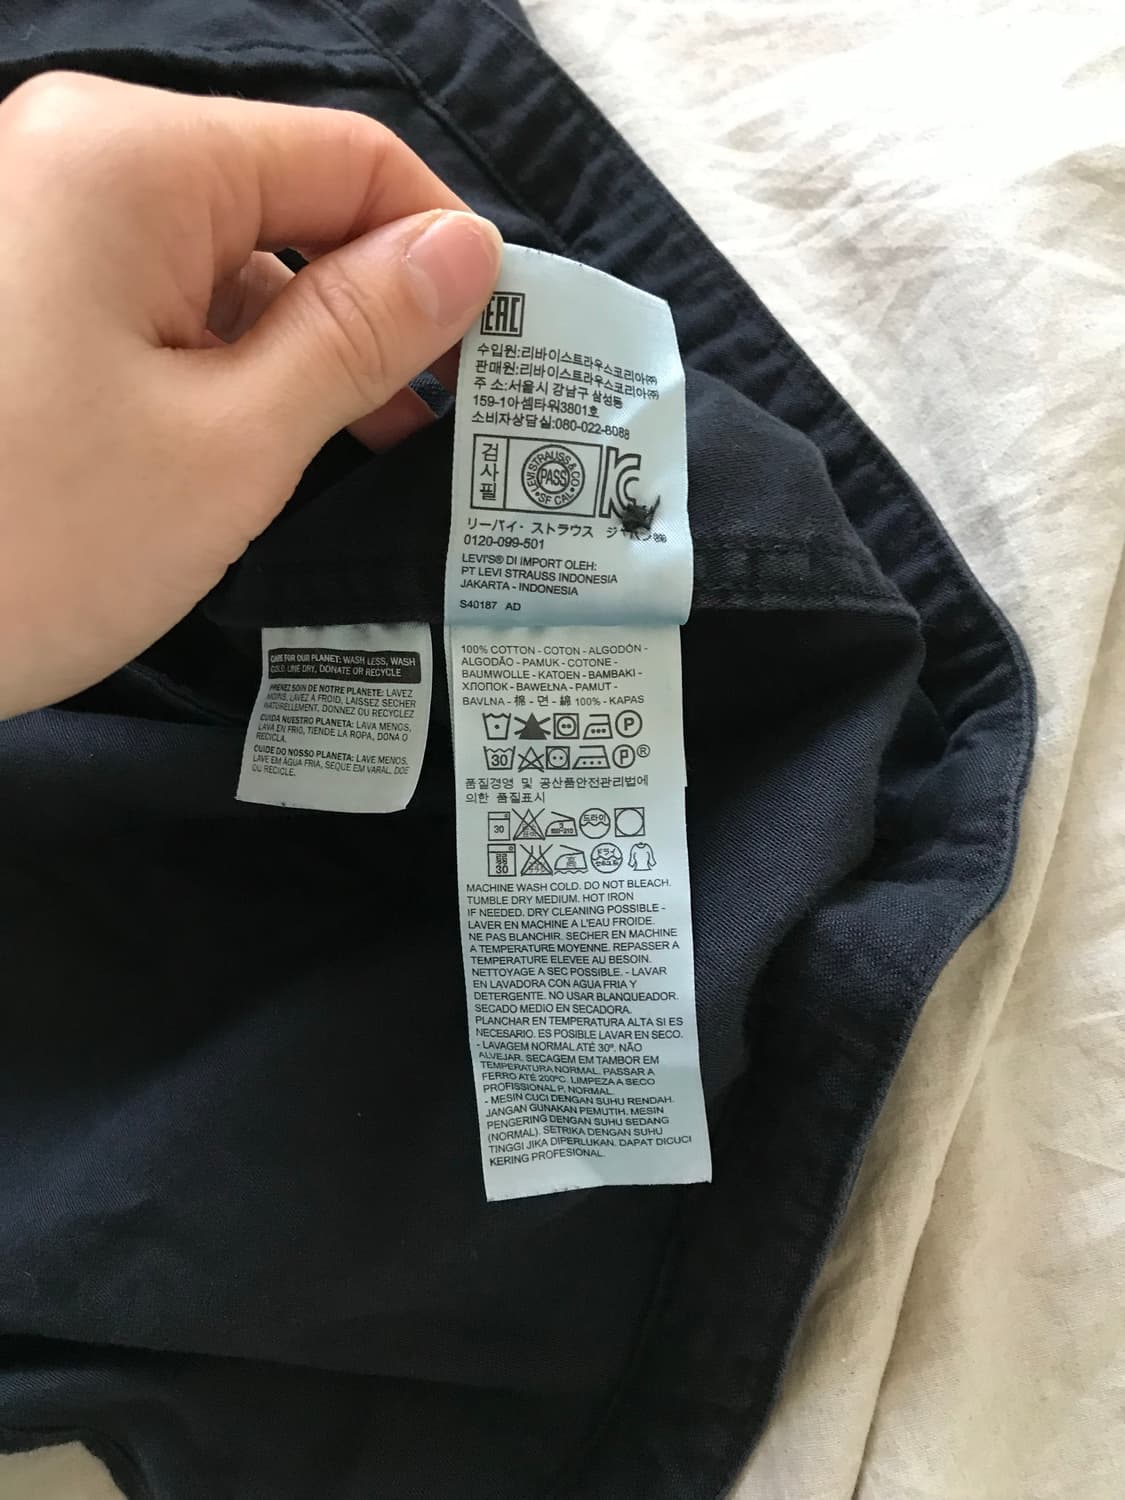 EAC
수입원:리바이스트라우스코리아㈜
판매원:리바이스트라우스코리아㈜
주 소:서울시 강남구 삼성동
159-1아셈타워3801호
소비자상담실:080-022-8088
검사필
LEVI STRAUSS & CO.
PASS
SF CAL
リーバイ・ストラウス
0120-099-501
LEVI'S® DI IMPORT OLEH:
PT LEVI STRAUSS INDONESIA
JAKARTA - INDONESIA
S40187 AD
CARE FOR OUR PLANET: WASH LESS, WASH
COLD, LINE DRY, DONATE OR RECYCLE
PRENEZ SOIN DE NOTRE PLANETE: LAVEZ
MOINS, LAVEZ A FROID, LAISSEZ SECHER
NATURELLEMENT, DONNEZ OU RECYCLEZ
CUIDA NUESTRO PLANETA: LAVA MENOS,
LAVA EN FRIO, TIENDE LA ROPA, DONA O
RECICLA.
CUIDE DO NOSSO PLANETA: LAVE MENOS,
LAVE EM ÁGUA FRIA, SEQUE EM VARAL, DOE
OU RECICLE.
100% COTTON - COTON - ALGODÓN -
ALGODÃO - PAMUK - COTONE -
BAUMWOLLE - KATOEN - BAMBAKI -
ХЛОПОК - BAWEŁNA - PAMUT -
BAVLNA - 棉 - 면 - 綿 100% - KAPAS
P
30 P®
품질경영 및 공산품안전관리법에
의한 품질표시
30 드라이
弱 30 高 ドライ
MACHINE WASH COLD. DO NOT BLEACH.
TUMBLE DRY MEDIUM. HOT IRON
IF NEEDED. DRY CLEANING POSSIBLE -
LAVER EN MACHINE A L'EAU FROIDE.
NE PAS BLANCHIR. SECHER EN MACHINE
A TEMPERATURE MOYENNE. REPASSER A
TEMPERATURE ELEVEE AU BESOIN.
NETTOYAGE A SEC POSSIBLE. - LAVAR
EN LAVADORA CON AGUA FRIA Y
DETERGENTE. NO USAR BLANQUEADOR.
SECADO MEDIO EN SECADORA.
PLANCHAR EN TEMPERATURA ALTA SI ES
NECESARIO. ES POSIBLE LAVAR EN SECO.
- LAVAGEM NORMAL ATÉ 30º. NÃO
ALVEJAR. SECAGEM EM TAMBOR EM
TEMPERATURA NORMAL. PASSAR A
FERRO ATÉ 200ºC. LIMPEZA A SECO
PROFISSIONAL P, NORMAL.
- MESIN CUCI DENGAN SUHU RENDAH.
JANGAN GUNAKAN PEMUTIH. MESIN
PENGERING DENGAN SUHU SEDANG
(NORMAL). SETRIKA DENGAN SUHU
TINGGI JIKA DIPERLUKAN. DAPAT DICUCI
KERING PROFESIONAL.